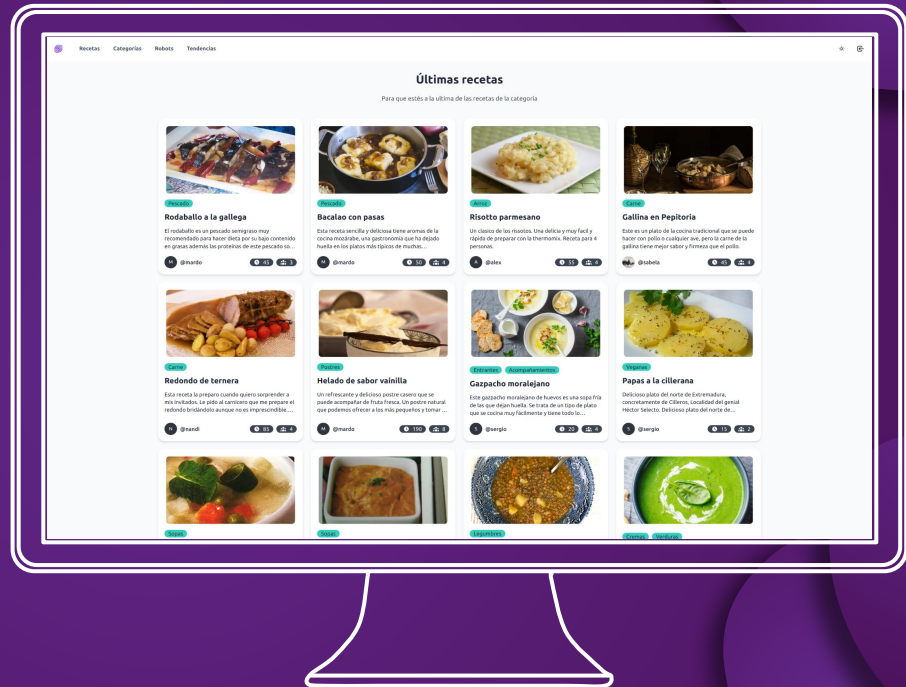 Recetas Categorías Robots Tendencias
Últimas recetas
Para que estés a la ultima de las recetas de la categoría
Pescado
Rodaballo a la gallega
El rodaballo es un pescado semigraso muy
recomendado para hacer dieta por su bajo contenido
en grasas además las proteínas de este pescado so...
M @mardo 45 3
Pescado
Bacalao con pasas
Esta receta sencilla y deliciosa tiene aromas de la
cocina mozárabe, una gastronomía que ha dejado
huella en los platos más típicos de muchas...
M @mardo 50 4
Arroz
Risotto parmesano
Un clasico de los rissotos. Una delicia y muy facil y
rápida de preparar con la thermomix. Receta para 4
personas.
A @alex 35 4
Carne
Gallina en Pepitoria
Este es un plato de la cocina tradicional que se puede
hacer con pollo o cualquier ave, pero la carne de la
gallina tiene mejor sabor y firmeza que el pollo.
@sabela 45 4
Carne
Redondo de ternera
Esta receta la preparo cuando quiero sorprender a
mis invitados. Le pido al carnicero que me prepare el
redondo bridándolo aunque no es imprescindible....
N @nandi 85 4
Postres
Helado de sabor vainilla
Un refrescante y delicioso postre casero que se
puede acompañar de fruta fresca. Un postre natural
que podemos ofrecer a los más pequeños y tomar ...
M @mardo 190 8
Entrantes Acompañamientos
Gazpacho moralejano
Este gazpacho moralejano de huevos es una sopa fría
de las que dejan huella. Se trata de un tipo de plato
que se cocina muy fácilmente y tiene todo lo...
S @sergio 20 4
Veganas
Papas a la cillerana
Delicioso plato del norte de Extremadura,
concretamente de Cilleros, Localidad del genial
Héctor Selecto. Delicioso plato del norte de...
S @sergio 15 2
Sopas
Sopas
Legumbres
Cremas Verduras